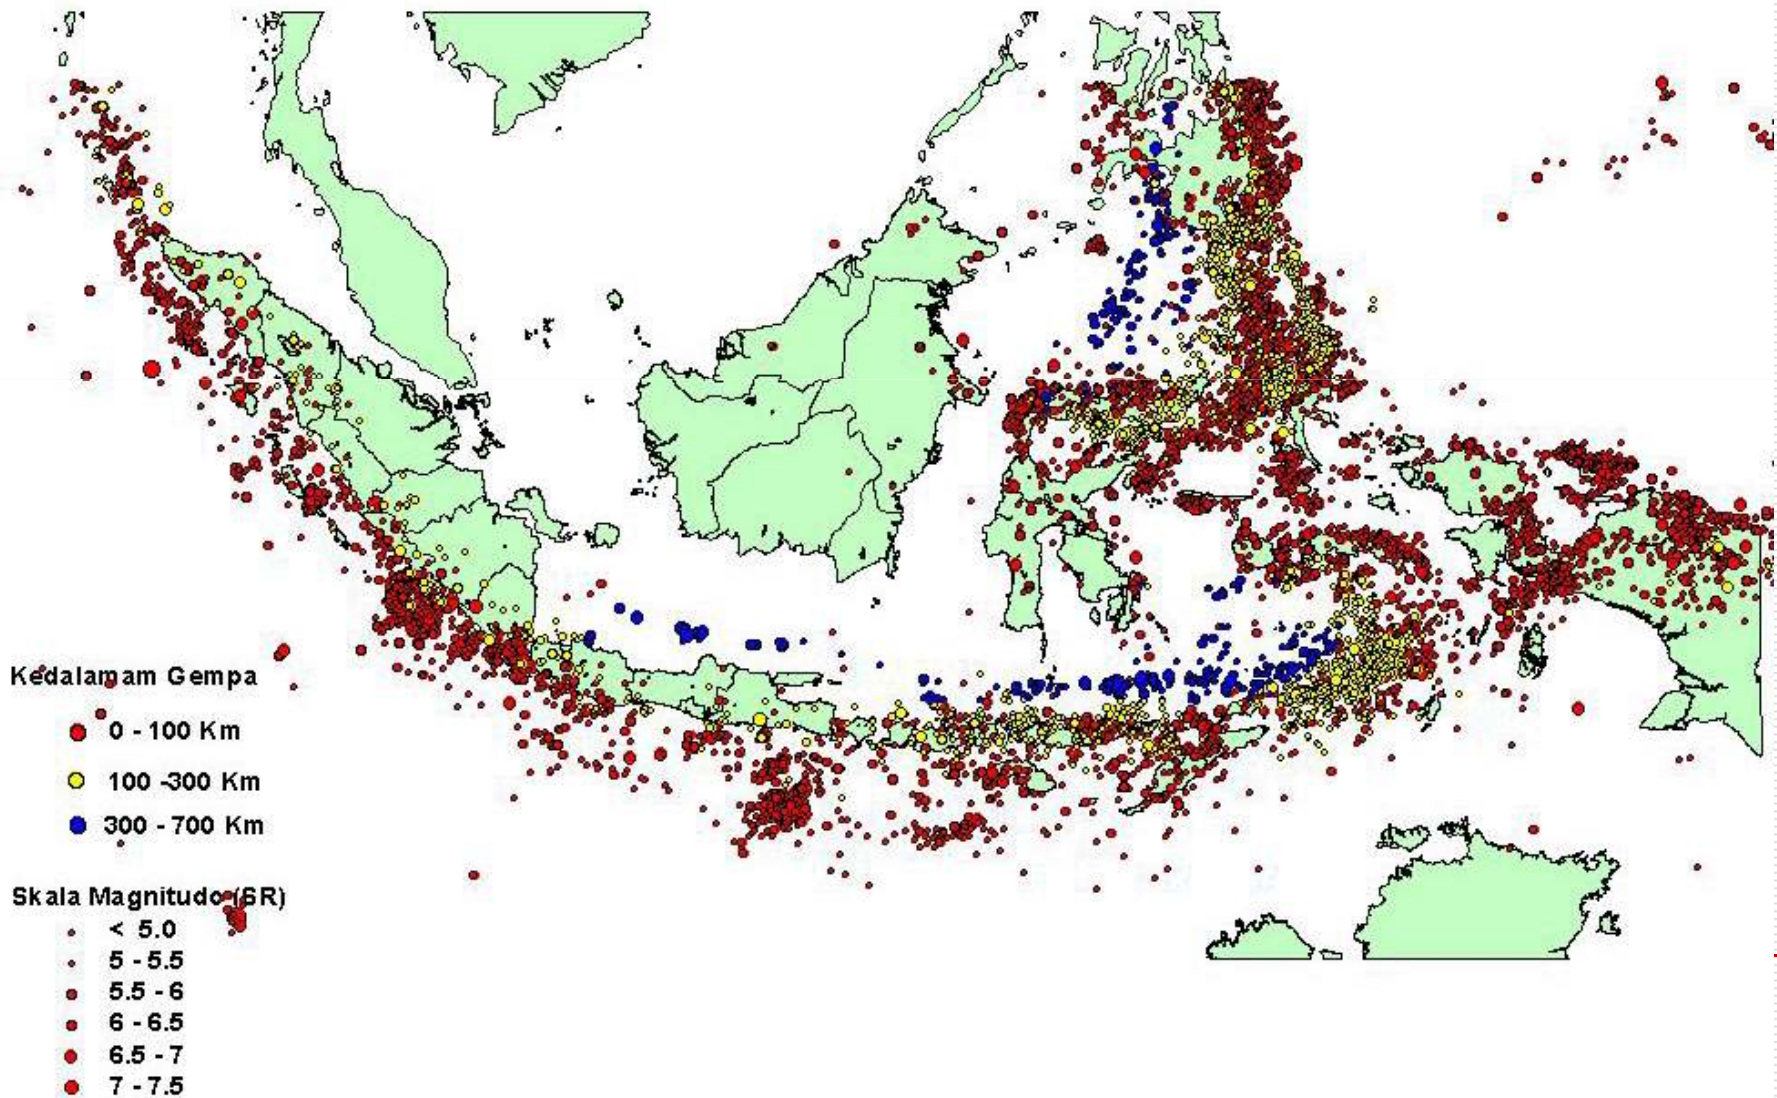 Kedalamam Gempa
0 - 100 Km
100 -300 Km
300 - 700 Km
Skala Magnitudo (SR)
< 5.0
5 - 5.5
5.5 - 6
6 - 6.5
6.5 - 7
7 - 7.5